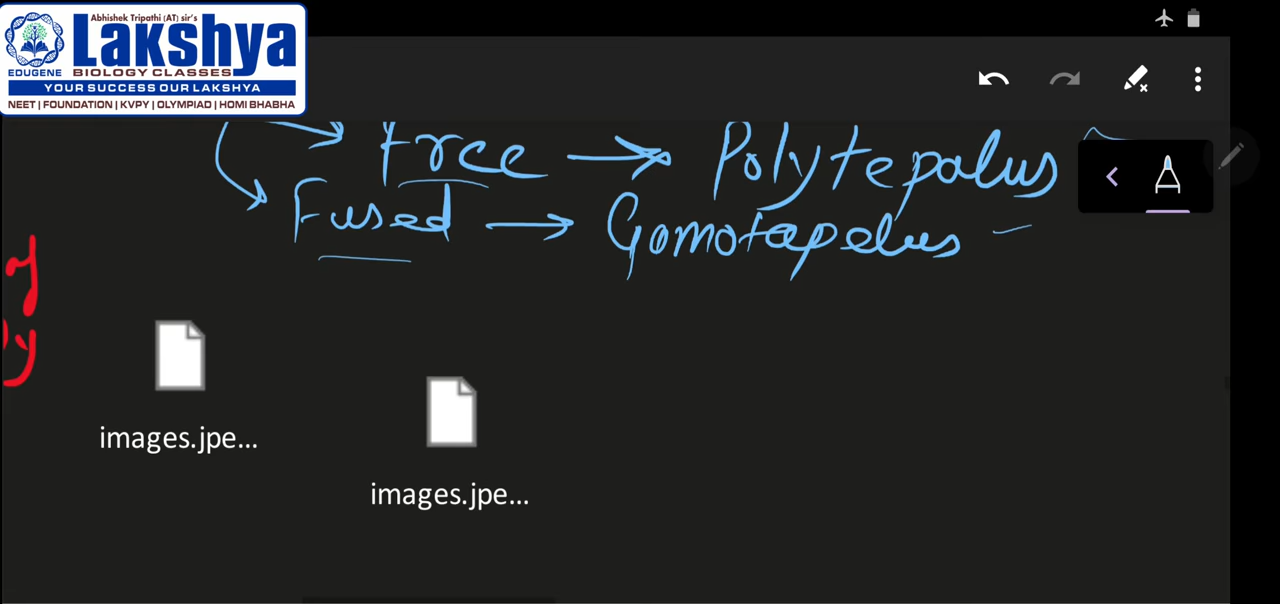 Abhishek Tripathi (AT) sir's
Lakshya
EDUGENE BIOLOGY CLASSES
YOUR SUCCESS OUR LAKSHYA
NEET | FOUNDATION | KVPY | OLYMPIAD | HOMI BHABHA
Free → Polytepalus
Fused → Gamotapelus
y
y
images.jpe...
images.jpe...